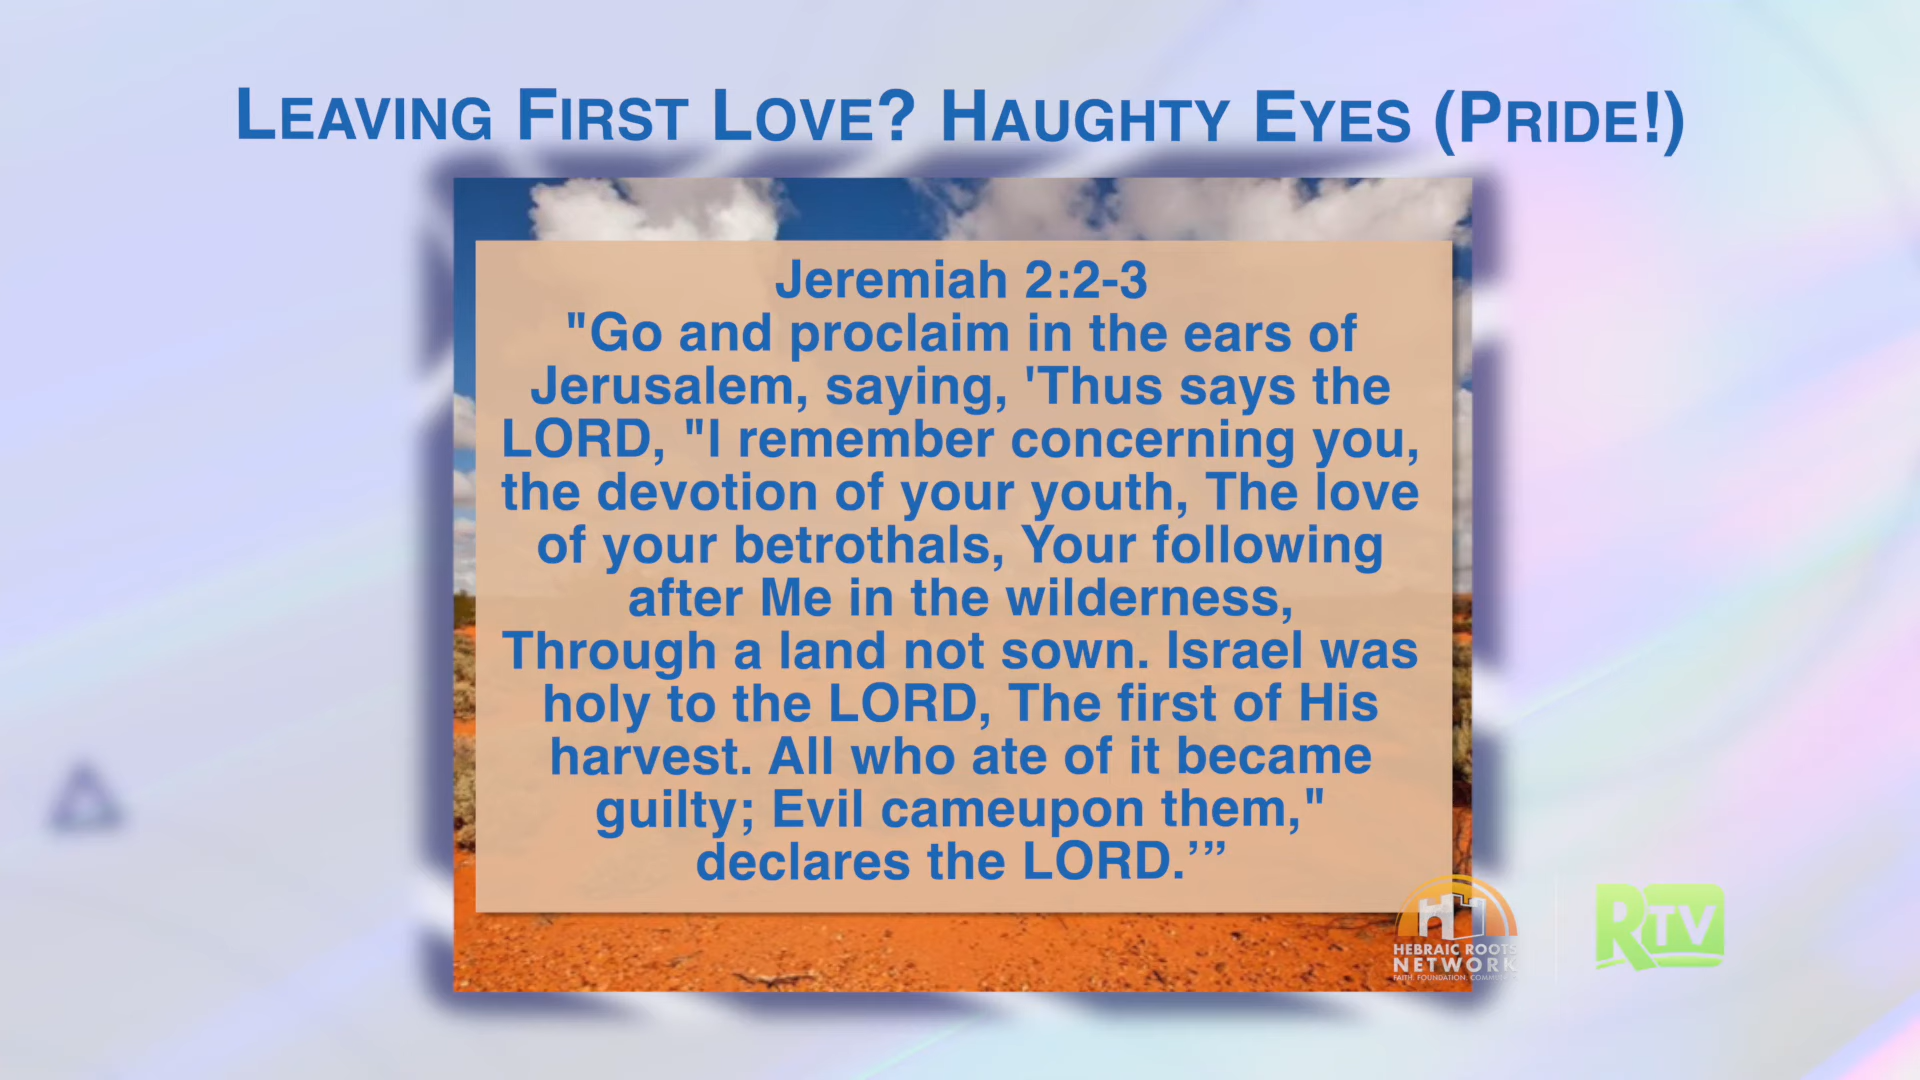 LEAVING FIRST LOVE? HAUGHTY EYES (PRIDE!)
Jeremiah 2:2-3
"Go and proclaim in the ears of
Jerusalem, saying, 'Thus says the
LORD, "I remember concerning you,
the devotion of your youth, The love
of your betrothals, Your following
after Me in the wilderness,
Through a land not sown. Israel was
holy to the LORD, The first of His
harvest. All who ate of it became
guilty; Evil cameupon them,"
declares the LORD.’”
HEBRAIC ROOTS
NETWORK
FAITH. FOUNDATION.
RTV